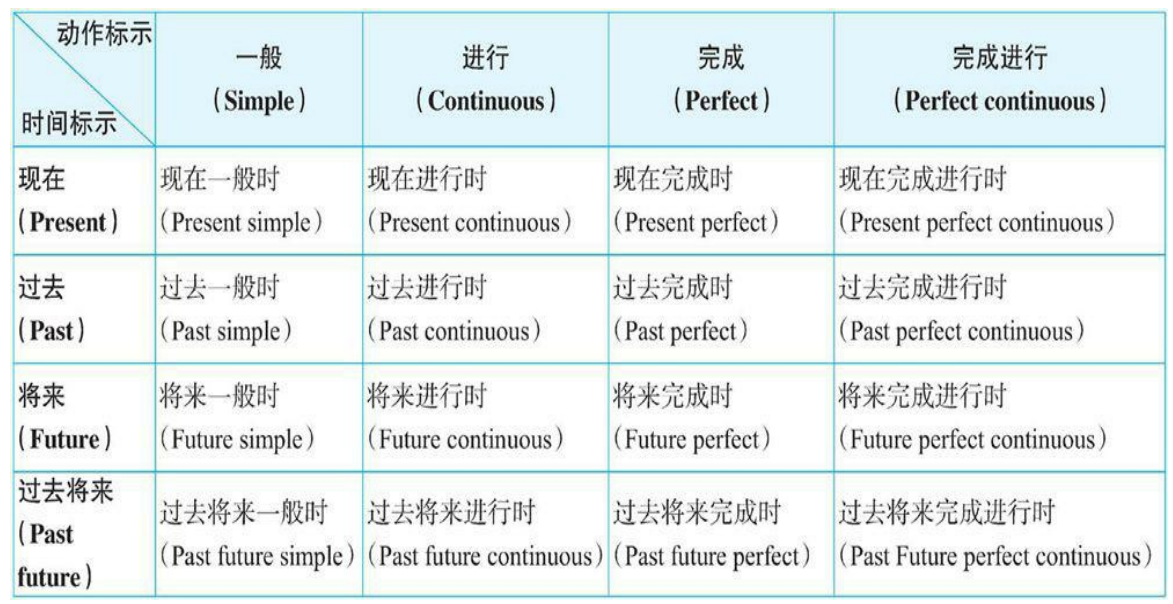 动作标示
时间标示
一般
(Simple)
进行
(Continuous)
完成
(Perfect)
完成进行
(Perfect continuous)
现在
(Present)
现在一般时
(Present simple)
现在进行时
(Present continuous)
现在完成时
(Present perfect)
现在完成进行时
(Present perfect continuous)
过去
(Past)
过去一般时
(Past simple)
过去进行时
(Past continuous)
过去完成时
(Past perfect)
过去完成进行时
(Past perfect continuous)
将来
(Future)
将来一般时
(Future simple)
将来进行时
(Future continuous)
将来完成时
(Future perfect)
将来完成进行时
(Future perfect continuous)
过去将来
(Past
future)
过去将来一般时
(Past future simple)
过去将来进行时
(Past future continuous)
过去将来完成时
(Past future perfect)
过去将来完成进行时
(Past Future perfect continuous)